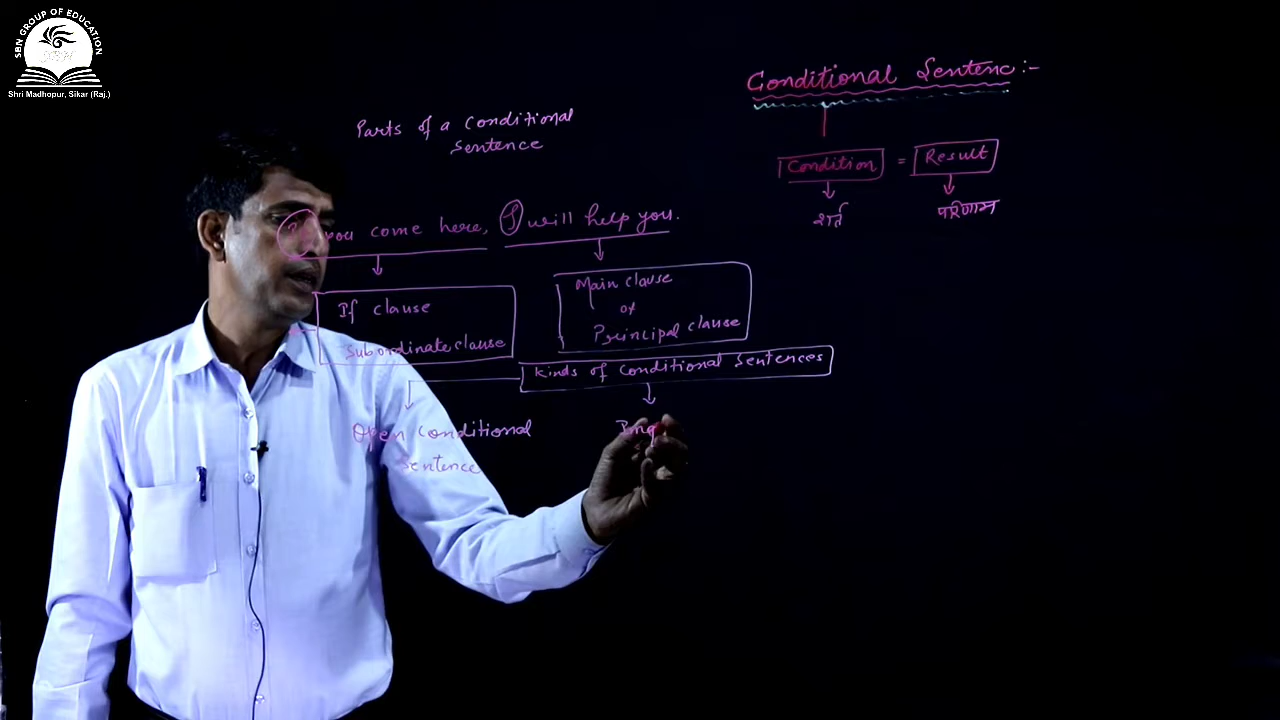 SBN GROUP OF EDUCATION
Shri Madhopur, Sikar (Raj.)
Conditional Sentenc :-
Condition = Result
शर्त परिणाम
Parts of a Conditional
Sentence
If you come here, I will help you.
If clause
Subordinate clause
Main clause
or
Principal clause
Kinds of Conditional Sentences
Open Conditional
Sentence